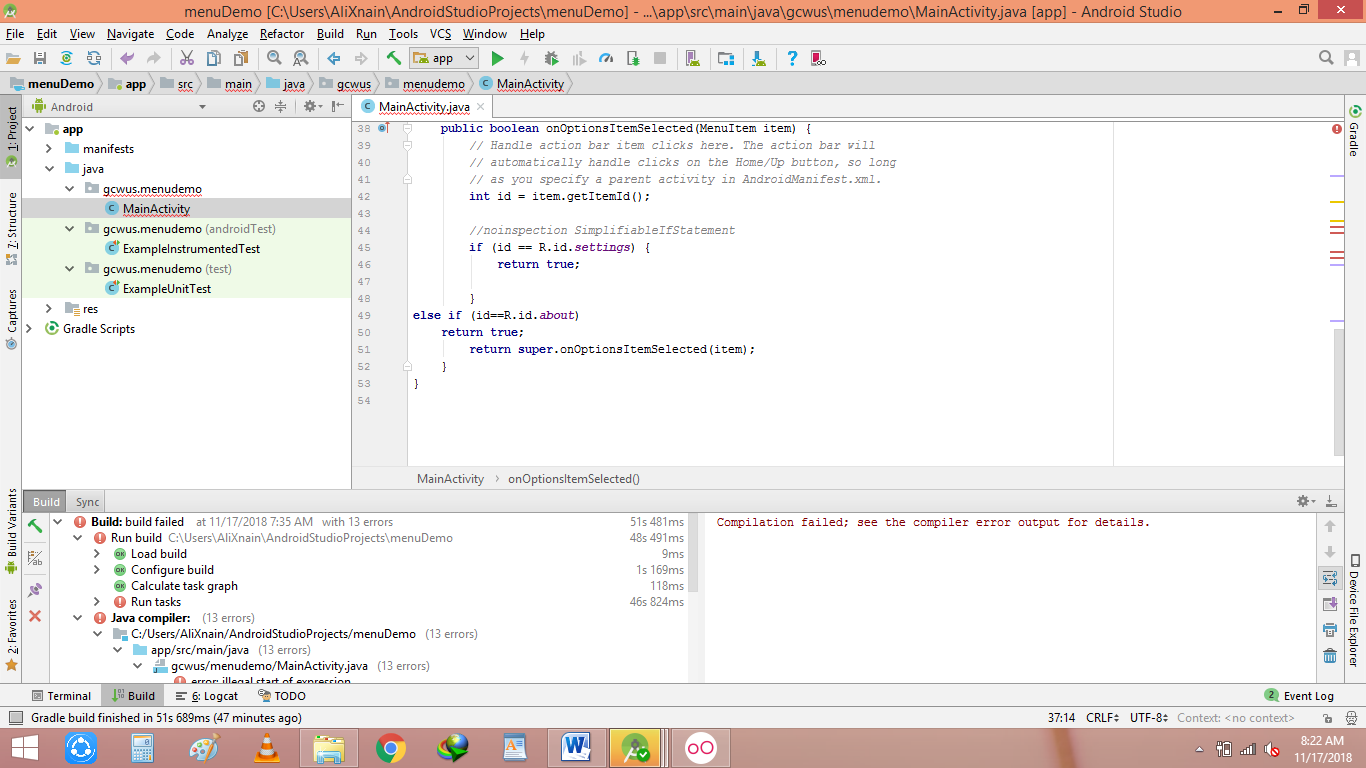 menuDemo [C:\Users\AliXnain\AndroidStudioProjects\menuDemo] - ...\app\src\main\java\gcwus\menudemo\MainActivity.java [app] - Android Studio
File Edit View Navigate Code Analyze Refactor Build Run Tools VCS Window Help
app
menuDemo app src main java gcwus menudemo MainActivity
Android
MainActivity.java
1: Project
7: Structure
Captures
Build Variants
2: Favorites
app
manifests
java
gcwus.menudemo
MainActivity
gcwus.menudemo (androidTest)
ExampleInstrumentedTest
gcwus.menudemo (test)
ExampleUnitTest
res
Gradle Scripts
38 public boolean onOptionsItemSelected(MenuItem item) {
39 // Handle action bar item clicks here. The action bar will
40 // automatically handle clicks on the Home/Up button, so long
41 // as you specify a parent activity in AndroidManifest.xml.
42 int id = item.getItemId();
43
44 //noinspection SimplifiableIfStatement
45 if (id == R.id.settings) {
46 return true;
47
48 }
49 else if (id==R.id.about)
50 return true;
51 return super.onOptionsItemSelected(item);
52 }
53 }
54
MainActivity › onOptionsItemSelected()
Gradle
Device File Explorer
Build Sync
Build: build failed at 11/17/2018 7:35 AM with 13 errors 51s 481ms
Run build C:\Users\AliXnain\AndroidStudioProjects\menuDemo 48s 491ms
Load build 9ms
Configure build 1s 169ms
Calculate task graph 118ms
Run tasks 46s 824ms
Java compiler: (13 errors)
C:/Users/AliXnain/AndroidStudioProjects/menuDemo (13 errors)
app/src/main/java (13 errors)
gcwus/menudemo/MainActivity.java (13 errors)
error: illegal start of expression
Compilation failed; see the compiler error output for details.
Terminal Build 6: Logcat TODO 2 Event Log
Gradle build finished in 51s 689ms (47 minutes ago) 37:14 CRLF UTF-8 Context: <no context>
8:22 AM
11/17/2018